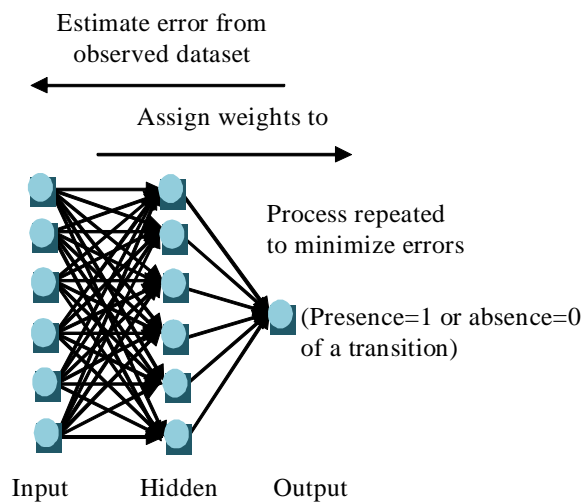 Estimate error from
observed dataset
Assign weights to
Process repeated
to minimize errors
(Presence=1 or absence=0
of a transition)
Input Hidden Output